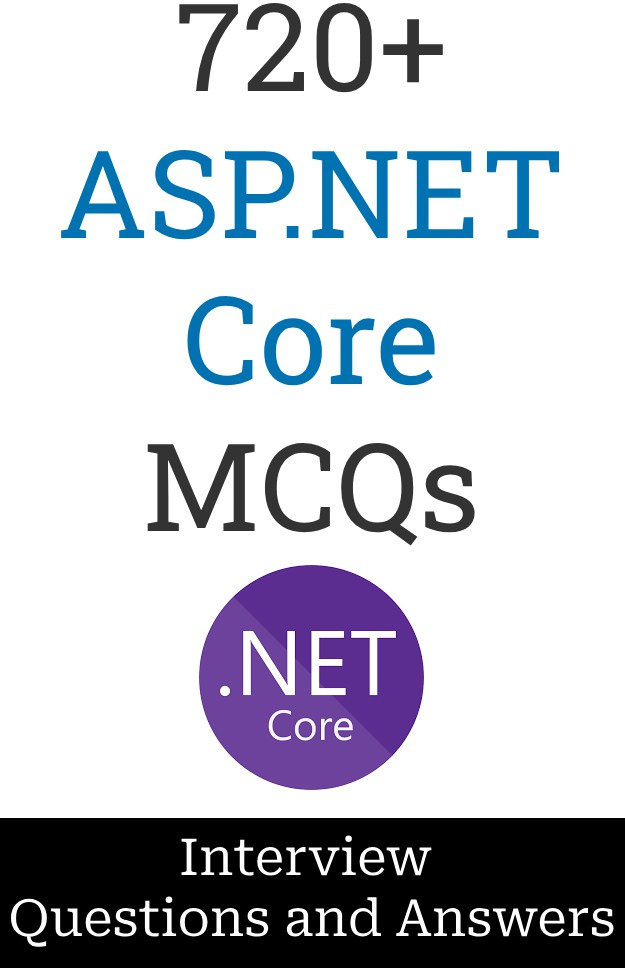 720+
ASP.NET
Core
MCQs
.NET
Core
Interview
Questions and Answers